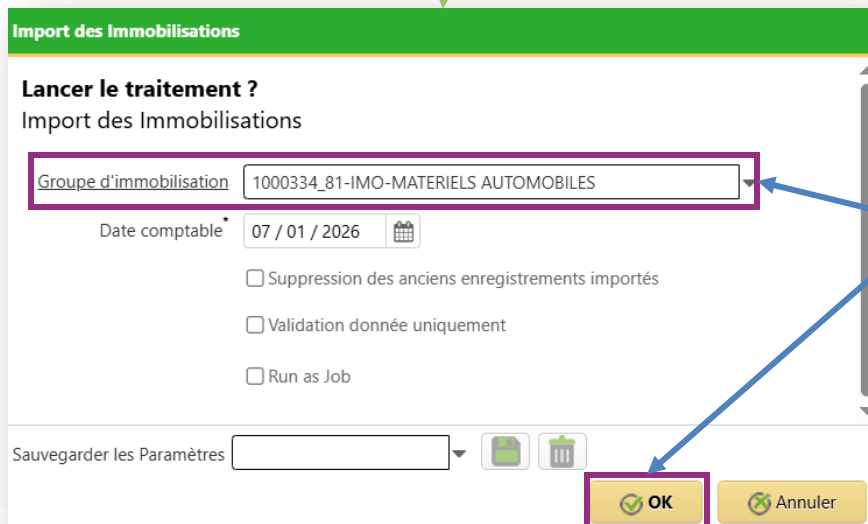 Import des Immobilisations
Lancer le traitement ?
Import des Immobilisations
Groupe d'immobilisation 1000334_81-IMO-MATERIELS AUTOMOBILES
Date comptable* 07 / 01 / 2026
Suppression des anciens enregistrements importés
Validation donnée uniquement
Run as Job
Sauvegarder les Paramètres
OK Annuler